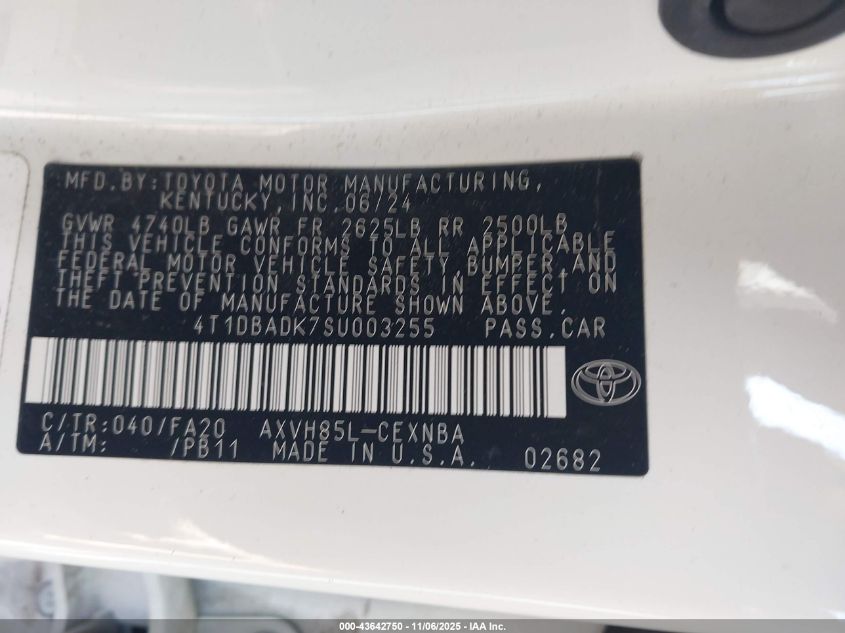 MFD.BY:TOYOTA MOTOR MANUFACTURING,
KENTUCKY,INC.06/24
GVWR 4740LB GAWR FR 2625LB RR 2500LB
THIS VEHICLE CONFORMS TO ALL APPLICABLE
FEDERAL MOTOR VEHICLE SAFETY,BUMPER,AND
THEFT PREVENTION STANDARDS IN EFFECT ON
THE DATE OF MANUFACTURE SHOWN ABOVE.
4T1DBADK7SU003255 PASS.CAR
C/TR:040/FA20 AXVH85L-CEXNBA
A/TM: /PB11 MADE IN U.S.A. 02682
000-43642750 - 11/06/2025 - IAA Inc.